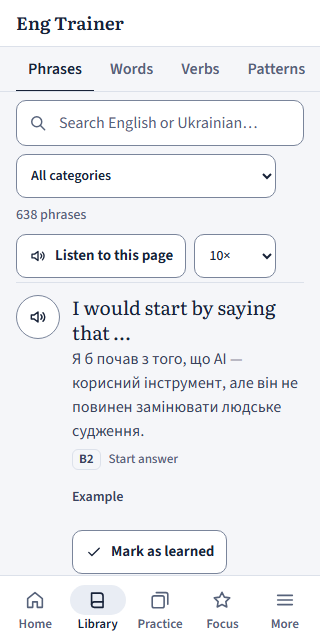 Eng Trainer
Phrases Words Verbs Patterns
Search English or Ukrainian…
All categories
638 phrases
Listen to this page 10×
I would start by saying
that …
Я б почав з того, що AI —
корисний інструмент, але він не
повинен замінювати людське
судження.
B2 Start answer
Example
Mark as learned
Home Library Practice Focus More